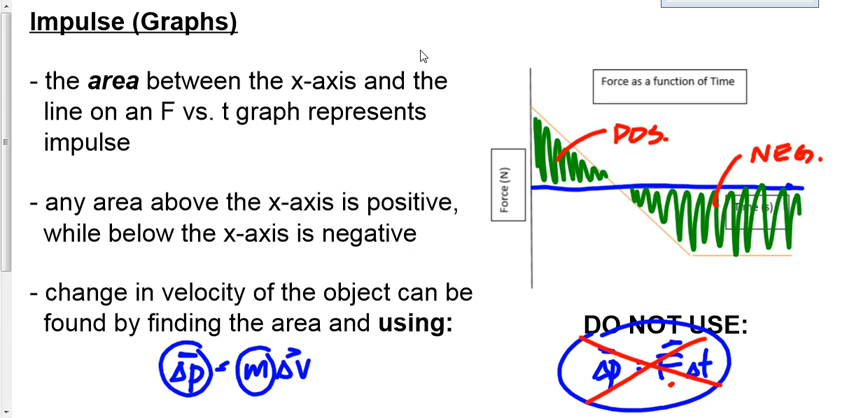 Impulse (Graphs)
- the area between the x-axis and the
line on an F vs. t graph represents
impulse
- any area above the x-axis is positive,
while below the x-axis is negative
- change in velocity of the object can be
found by finding the area and using:
Δp = m Δv
Force as a function of Time
POS.
NEG.
Force (N)
DO NOT USE:
Δp = F Δt